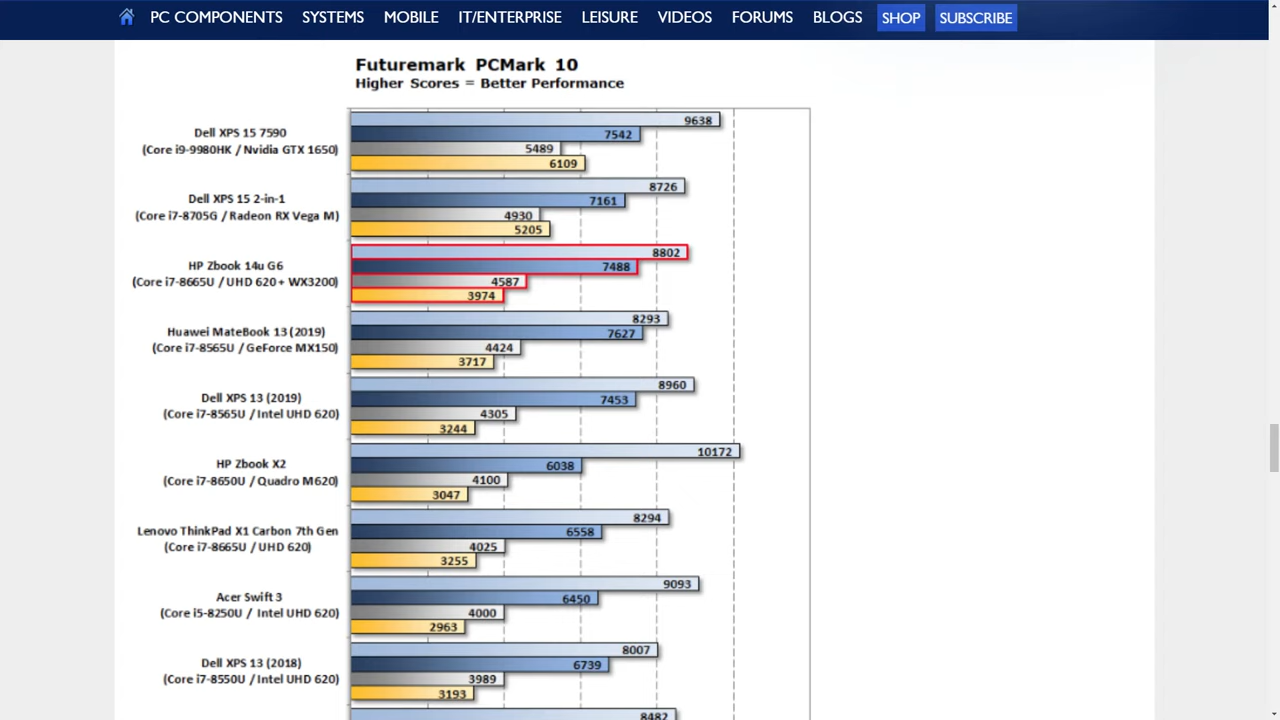 PC COMPONENTS SYSTEMS MOBILE IT/ENTERPRISE LEISURE VIDEOS FORUMS BLOGS SHOP SUBSCRIBE
Futuremark PCMark 10
Higher Scores = Better Performance
Dell XPS 15 7590
(Core i9-9980HK / Nvidia GTX 1650)
9638
7542
5489
6109
Dell XPS 15 2-in-1
(Core i7-8705G / Radeon RX Vega M)
8726
7161
4930
5205
HP Zbook 14u G6
(Core i7-8665U / UHD 620 + WX3200)
8802
7488
4587
3974
Huawei MateBook 13 (2019)
(Core i7-8565U / GeForce MX150)
8293
7627
4424
3717
Dell XPS 13 (2019)
(Core i7-8565U / Intel UHD 620)
8960
7453
4305
3244
HP Zbook X2
(Core i7-8650U / Quadro M620)
10172
6038
4100
3047
Lenovo ThinkPad X1 Carbon 7th Gen
(Core i7-8665U / UHD 620)
8294
6558
4025
3255
Acer Swift 3
(Core i5-8250U / Intel UHD 620)
9093
6450
4000
2963
Dell XPS 13 (2018)
(Core i7-8550U / Intel UHD 620)
8007
6739
3989
3193
8482